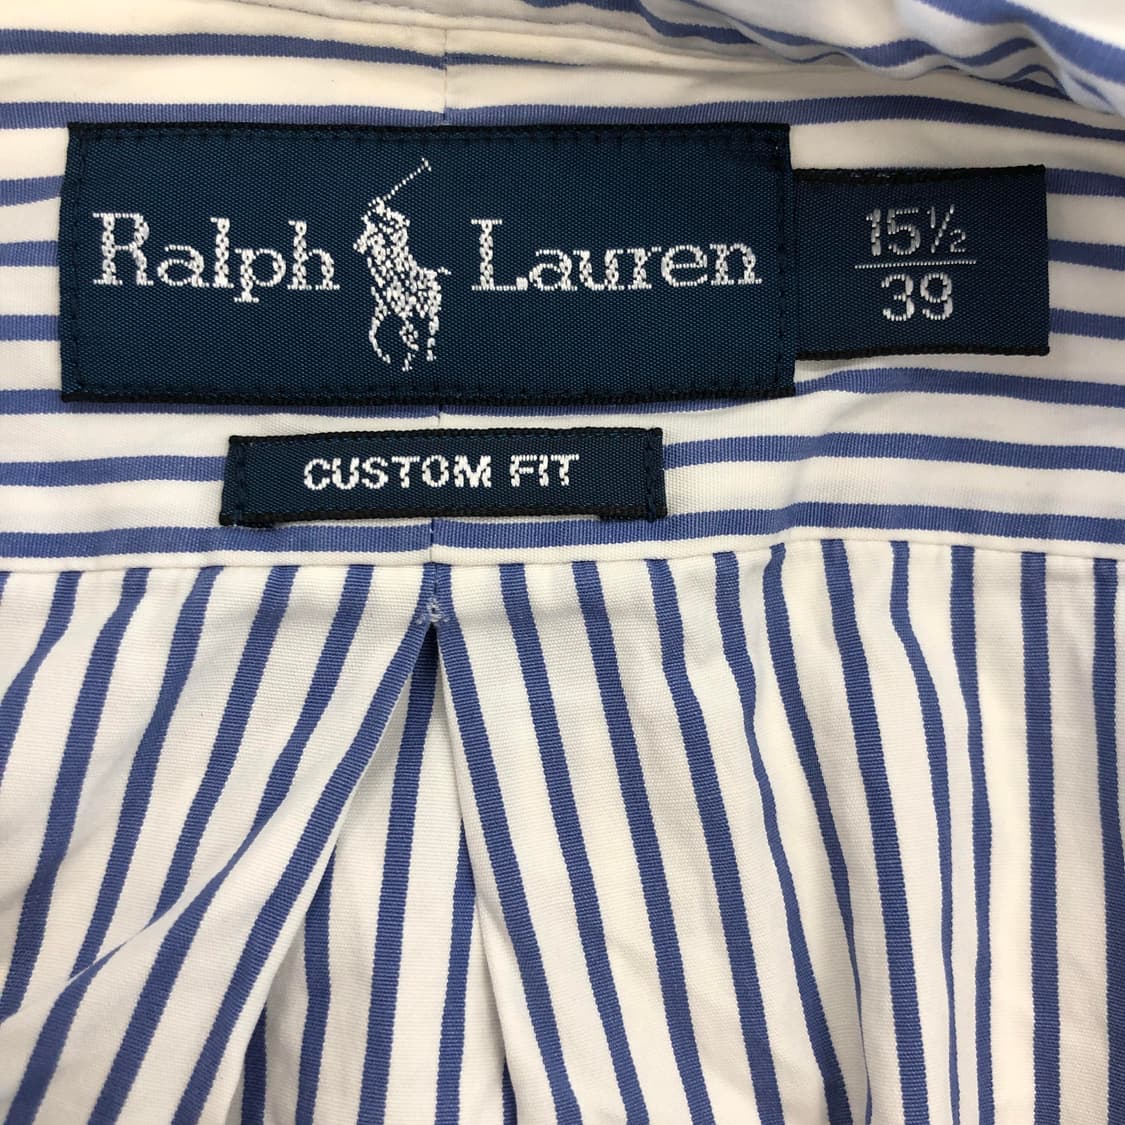 Ralph Lauren
15½
39
CUSTOM FIT